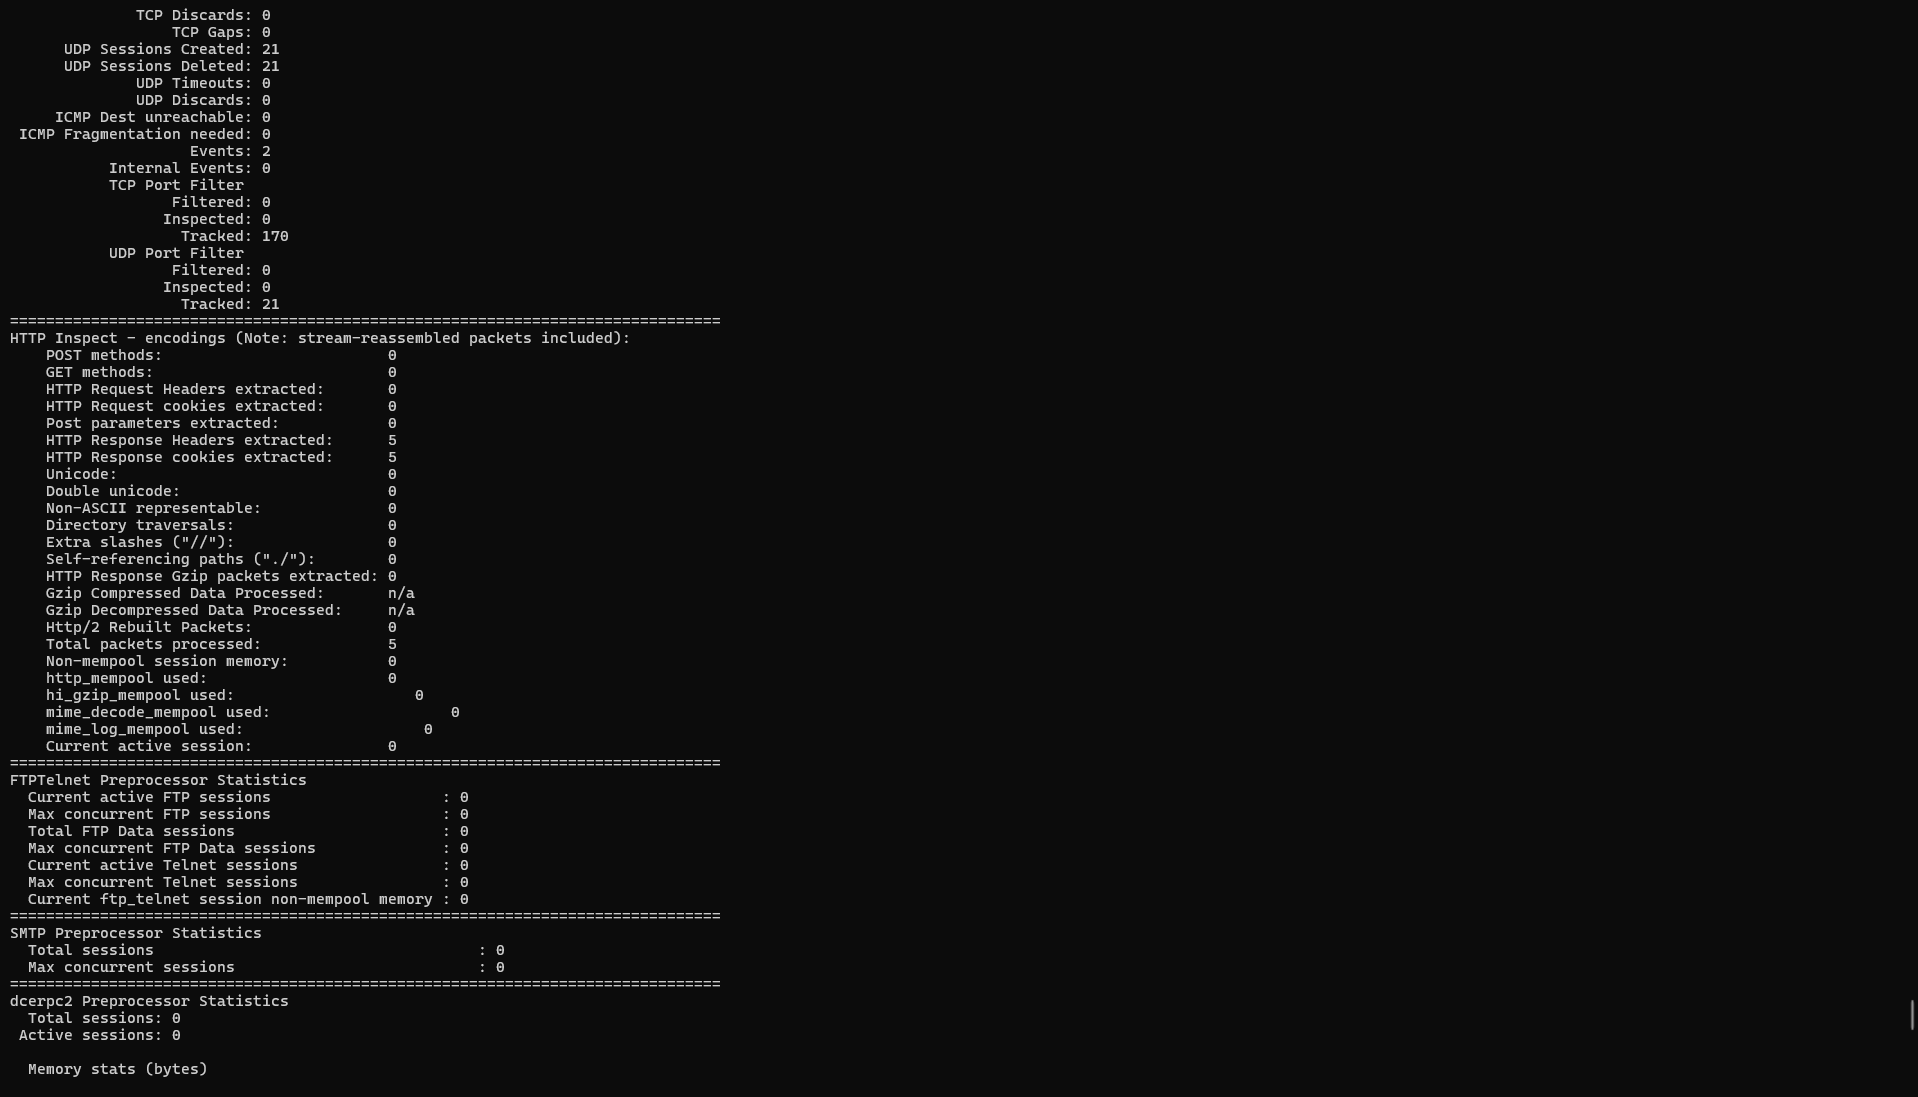 TCP Discards: 0
TCP Gaps: 0
UDP Sessions Created: 21
UDP Sessions Deleted: 21
UDP Timeouts: 0
UDP Discards: 0
ICMP Dest unreachable: 0
ICMP Fragmentation needed: 0
Events: 2
Internal Events: 0
TCP Port Filter
Filtered: 0
Inspected: 0
Tracked: 170
UDP Port Filter
Filtered: 0
Inspected: 0
Tracked: 21
===============================================================================
HTTP Inspect - encodings (Note: stream-reassembled packets included):
POST methods: 0
GET methods: 0
HTTP Request Headers extracted: 0
HTTP Request cookies extracted: 0
Post parameters extracted: 0
HTTP Response Headers extracted: 5
HTTP Response cookies extracted: 5
Unicode: 0
Double unicode: 0
Non-ASCII representable: 0
Directory traversals: 0
Extra slashes ("//"): 0
Self-referencing paths ("./"): 0
HTTP Response Gzip packets extracted: 0
Gzip Compressed Data Processed: n/a
Gzip Decompressed Data Processed: n/a
Http/2 Rebuilt Packets: 0
Total packets processed: 5
Non-mempool session memory: 0
http_mempool used: 0
hi_gzip_mempool used: 0
mime_decode_mempool used: 0
mime_log_mempool used: 0
Current active session: 0
===============================================================================
FTPTelnet Preprocessor Statistics
Current active FTP sessions : 0
Max concurrent FTP sessions : 0
Total FTP Data sessions : 0
Max concurrent FTP Data sessions : 0
Current active Telnet sessions : 0
Max concurrent Telnet sessions : 0
Current ftp_telnet session non-mempool memory : 0
===============================================================================
SMTP Preprocessor Statistics
Total sessions : 0
Max concurrent sessions : 0
===============================================================================
dcerpc2 Preprocessor Statistics
Total sessions: 0
Active sessions: 0
Memory stats (bytes)